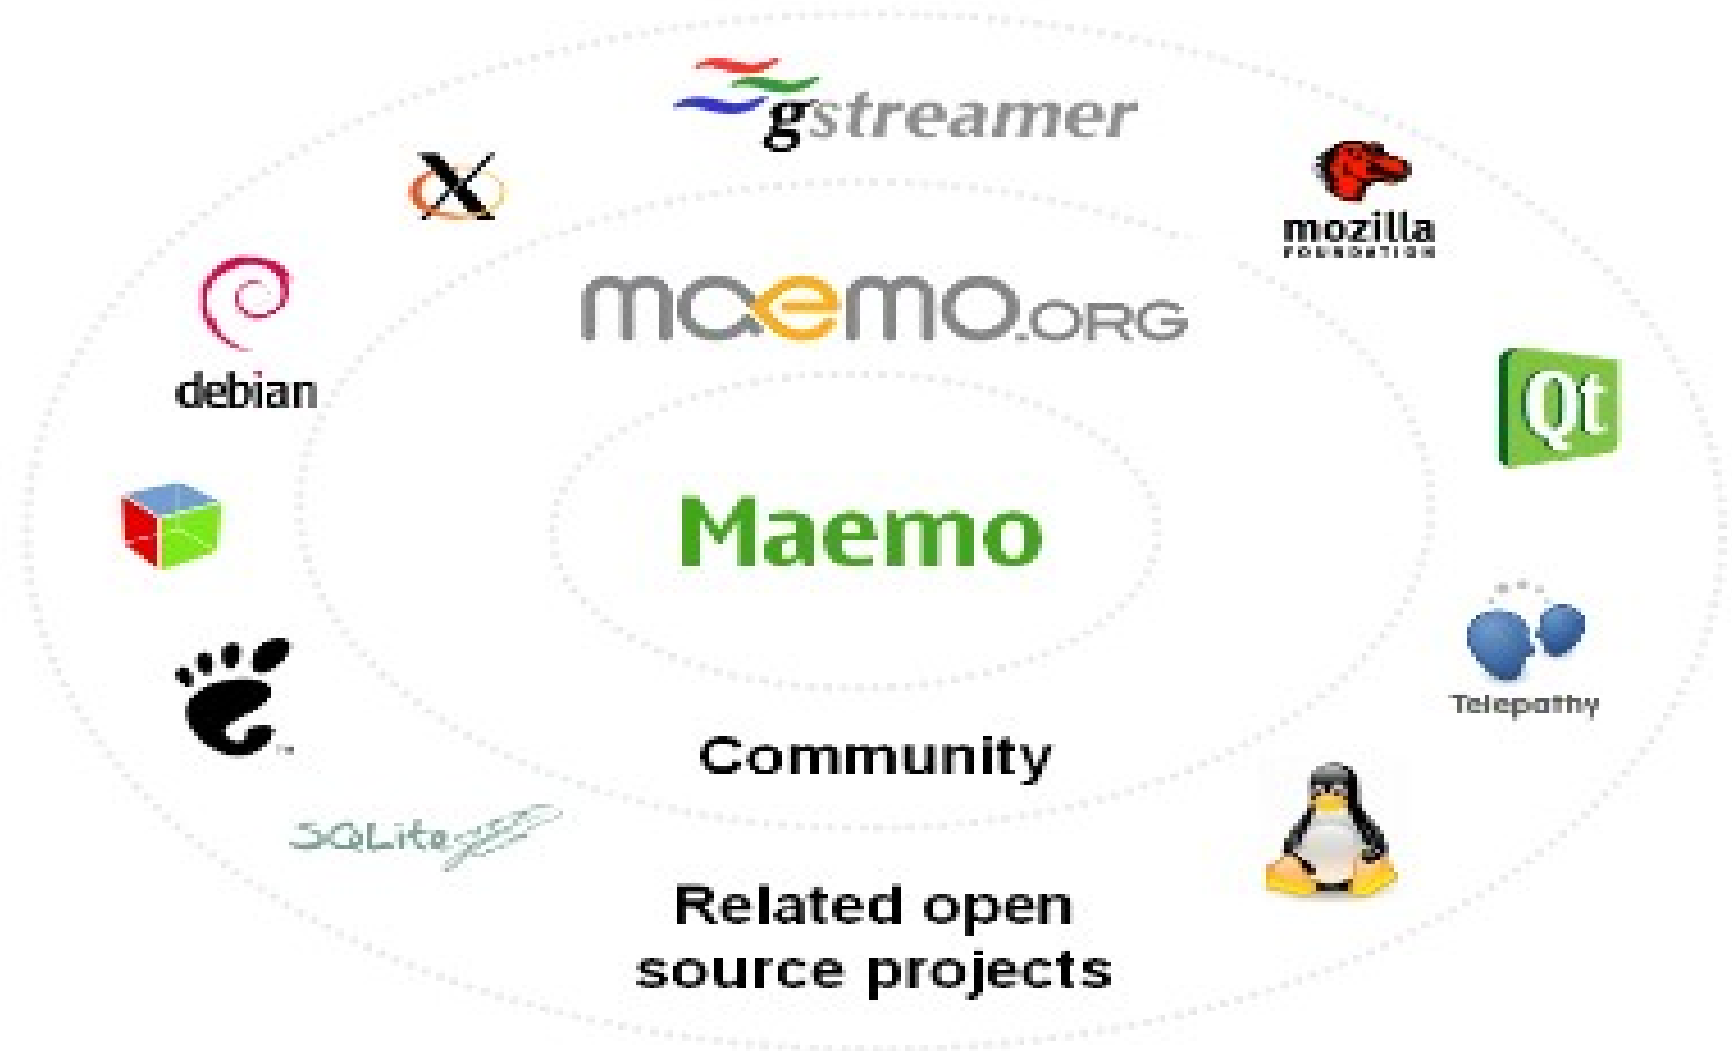 gstreamer
X
mozilla
FOUNDATION
debian
maemo.ORG
Qt
Maemo
Telepathy
Community
SQLite
Related open
source projects